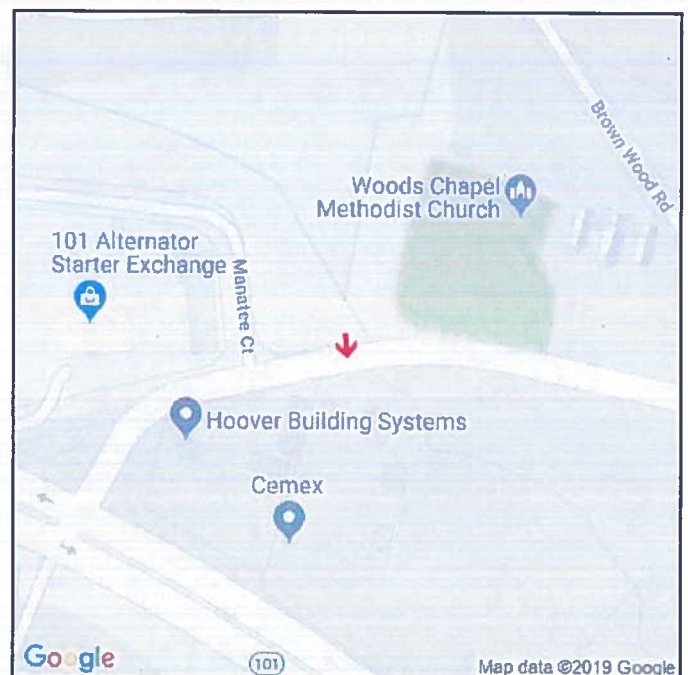 Brown Wood Rd
Woods Chapel
Methodist Church
101 Alternator
Starter Exchange
Manatee Ct
Hoover Building Systems
Cemex
Google
101
Map data ©2019 Google